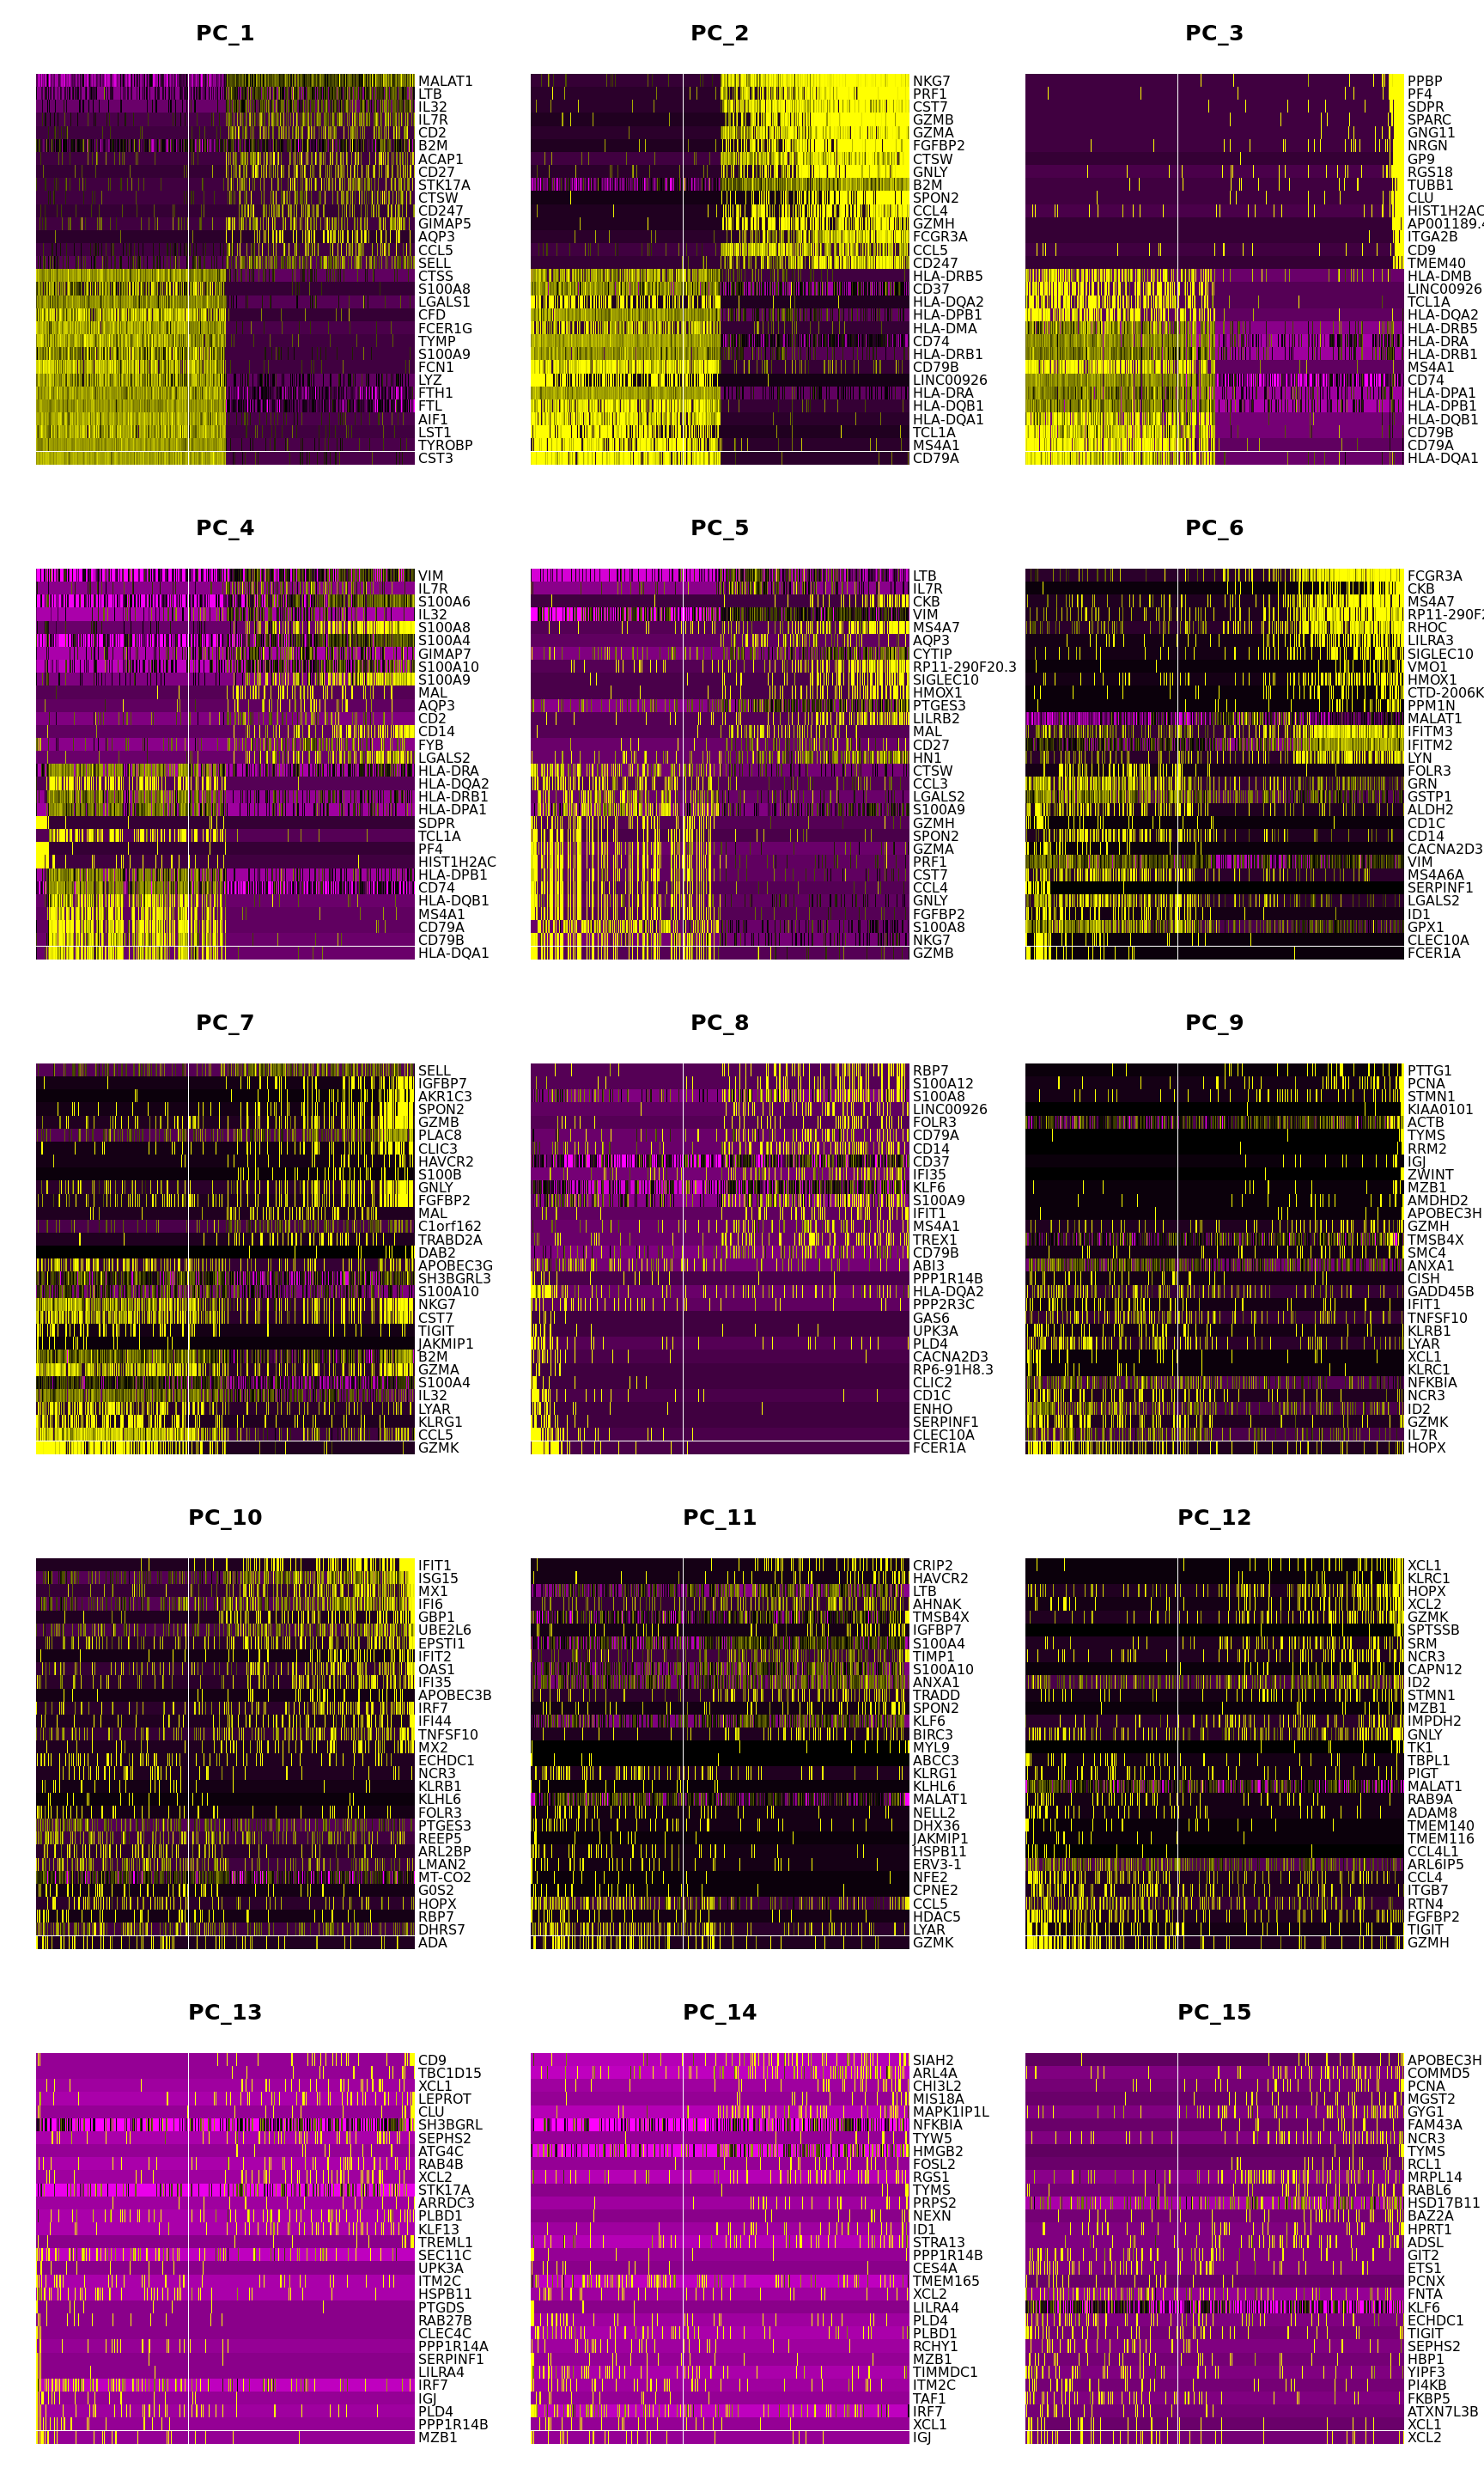 PC_1
MALAT1
LTB
IL32
IL7R
CD2
B2M
ACAP1
CD27
STK17A
CTSW
CD247
GIMAP5
AQP3
CCL5
SELL
CTSS
S100A8
LGALS1
CFD
FCER1G
TYMP
S100A9
FCN1
LYZ
FTH1
FTL
AIF1
LST1
TYROBP
CST3
PC_2
NKG7
PRF1
CST7
GZMB
GZMA
FGFBP2
CTSW
GNLY
B2M
SPON2
CCL4
GZMH
FCGR3A
CCL5
CD247
HLA-DRB5
CD37
HLA-DQA2
HLA-DPB1
HLA-DMA
CD74
HLA-DRB1
CD79B
LINC00926
HLA-DRA
HLA-DQB1
HLA-DQA1
TCL1A
MS4A1
CD79A
PC_3
PPBP
PF4
SDPR
SPARC
GNG11
NRGN
GP9
RGS18
TUBB1
CLU
HIST1H2AC
AP001189.4
ITGA2B
CD9
TMEM40
HLA-DMB
LINC00926
TCL1A
HLA-DQA2
HLA-DRB5
HLA-DRA
HLA-DRB1
MS4A1
CD74
HLA-DPA1
HLA-DPB1
HLA-DQB1
CD79B
CD79A
HLA-DQA1
PC_4
VIM
IL7R
S100A6
IL32
S100A8
S100A4
GIMAP7
S100A10
S100A9
MAL
AQP3
CD2
CD14
FYB
LGALS2
HLA-DRA
HLA-DQA2
HLA-DRB1
HLA-DPA1
SDPR
TCL1A
PF4
HIST1H2AC
HLA-DPB1
CD74
HLA-DQB1
MS4A1
CD79A
CD79B
HLA-DQA1
PC_5
LTB
IL7R
CKB
VIM
MS4A7
AQP3
CYTIP
RP11-290F20.3
SIGLEC10
HMOX1
PTGES3
LILRB2
MAL
CD27
HN1
CTSW
CCL3
LGALS2
S100A9
GZMH
SPON2
GZMA
PRF1
CST7
CCL4
GNLY
FGFBP2
S100A8
NKG7
GZMB
PC_6
FCGR3A
CKB
MS4A7
RP11-290F2
RHOC
LILRA3
SIGLEC10
VMO1
HMOX1
CTD-2006K
PPM1N
MALAT1
IFITM3
IFITM2
LYN
FOLR3
GRN
GSTP1
ALDH2
CD1C
CD14
CACNA2D3
VIM
MS4A6A
SERPINF1
LGALS2
ID1
GPX1
CLEC10A
FCER1A
PC_7
SELL
IGFBP7
AKR1C3
SPON2
GZMB
PLAC8
CLIC3
HAVCR2
S100B
GNLY
FGFBP2
MAL
C1orf162
TRABD2A
DAB2
APOBEC3G
SH3BGRL3
S100A10
NKG7
CST7
TIGIT
JAKMIP1
B2M
GZMA
S100A4
IL32
LYAR
KLRG1
CCL5
GZMK
PC_8
RBP7
S100A12
S100A8
LINC00926
FOLR3
CD79A
CD14
CD37
IFI35
KLF6
S100A9
IFIT1
MS4A1
TREX1
CD79B
ABI3
PPP1R14B
HLA-DQA2
PPP2R3C
GAS6
UPK3A
PLD4
CACNA2D3
RP6-91H8.3
CLIC2
CD1C
ENHO
SERPINF1
CLEC10A
FCER1A
PC_9
PTTG1
PCNA
STMN1
KIAA0101
ACTB
TYMS
RRM2
IGJ
ZWINT
MZB1
AMDHD2
APOBEC3H
GZMH
TMSB4X
SMC4
ANXA1
CISH
GADD45B
IFIT1
TNFSF10
KLRB1
LYAR
XCL1
KLRC1
NFKBIA
NCR3
ID2
GZMK
IL7R
HOPX
PC_10
IFIT1
ISG15
MX1
IFI6
GBP1
UBE2L6
EPSTI1
IFIT2
OAS1
IFI35
APOBEC3B
IRF7
IFI44
TNFSF10
MX2
ECHDC1
NCR3
KLRB1
KLHL6
FOLR3
PTGES3
REEP5
ARL2BP
LMAN2
MT-CO2
G0S2
HOPX
RBP7
DHRS7
ADA
PC_11
CRIP2
HAVCR2
LTB
AHNAK
TMSB4X
IGFBP7
S100A4
TIMP1
S100A10
ANXA1
TRADD
SPON2
KLF6
BIRC3
MYL9
ABCC3
KLRG1
KLHL6
MALAT1
NELL2
DHX36
JAKMIP1
HSPB11
ERV3-1
NFE2
CPNE2
CCL5
HDAC5
LYAR
GZMK
PC_12
XCL1
KLRC1
HOPX
XCL2
GZMK
SPTSSB
SRM
NCR3
CAPN12
ID2
STMN1
MZB1
IMPDH2
GNLY
TK1
TBPL1
PIGT
MALAT1
RAB9A
ADAM8
TMEM140
TMEM116
CCL4L1
ARL6IP5
CCL4
ITGB7
RTN4
FGFBP2
TIGIT
GZMH
PC_13
CD9
TBC1D15
XCL1
LEPROT
CLU
SH3BGRL
SEPHS2
ATG4C
RAB4B
XCL2
STK17A
ARRDC3
PLBD1
KLF13
TREML1
SEC11C
UPK3A
ITM2C
HSPB11
PTGDS
RAB27B
CLEC4C
PPP1R14A
SERPINF1
LILRA4
IRF7
IGJ
PLD4
PPP1R14B
MZB1
PC_14
SIAH2
ARL4A
CHI3L2
MIS18A
MAPK1IP1L
NFKBIA
TYW5
HMGB2
FOSL2
RGS1
TYMS
PRPS2
NEXN
ID1
STRA13
PPP1R14B
CES4A
TMEM165
XCL2
LILRA4
PLD4
PLBD1
RCHY1
MZB1
TIMMDC1
ITM2C
TAF1
IRF7
XCL1
IGJ
PC_15
APOBEC3H
COMMD5
PCNA
MGST2
GYG1
FAM43A
NCR3
TYMS
RCL1
MRPL14
RABL6
HSD17B11
BAZ2A
HPRT1
ADSL
GIT2
ETS1
PCNX
FNTA
KLF6
ECHDC1
TIGIT
SEPHS2
HBP1
YIPF3
PI4KB
FKBP5
ATXN7L3B
XCL1
XCL2